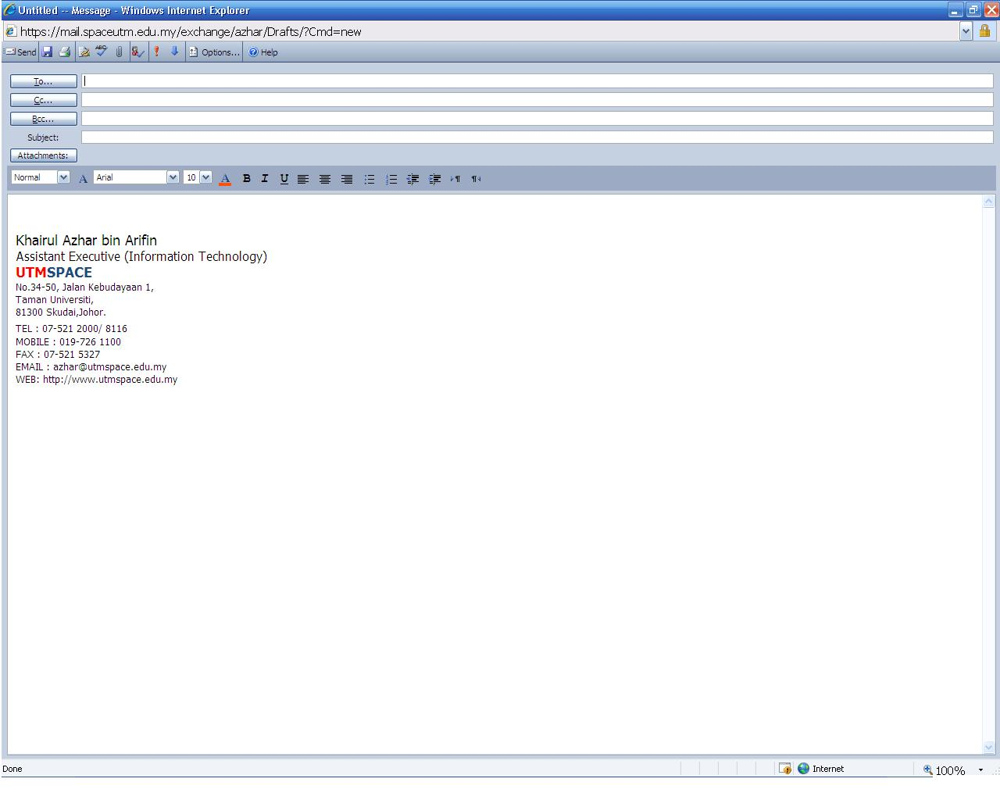 Untitled -- Message - Windows Internet Explorer
https://mail.spaceutm.edu.my/exchange/azhar/Drafts/?Cmd=new
Send ABC Options... Help
To...
Cc...
Bcc...
Subject:
Attachments:
Normal A Arial 10 A B I U
Khairul Azhar bin Arifin
Assistant Executive (Information Technology)
UTMSPACE
No.34-50, Jalan Kebudayaan 1,
Taman Universiti,
81300 Skudai,Johor.
TEL : 07-521 2000/ 8116
MOBILE : 019-726 1100
FAX : 07-521 5327
EMAIL : azhar@utmspace.edu.my
WEB: http://www.utmspace.edu.my
Done Internet 100%